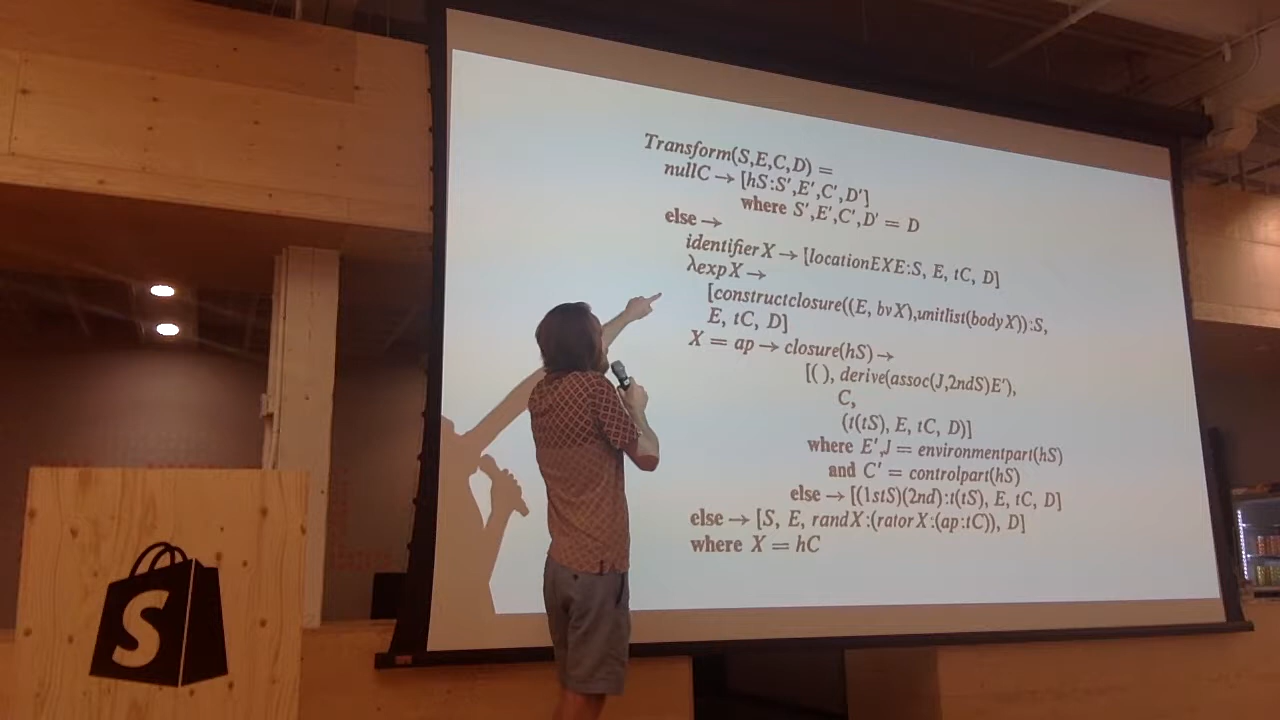 Transform(S,E,C,D) =
nullC → [hS:S′,E′,C′,D′]
where S′,E′,C′,D′ = D
else →
identifierX → [locationEXE:S, E, tC, D]
λexpX →
[constructclosure((E, bvX),unitlist(bodyX)):S,
E, tC, D]
X = ap → closure(hS) →
[( ), derive(assoc(J,2ndS)E′),
C,
(t(tS), E, tC, D)]
where E′,J = environmentpart(hS)
and C′ = controlpart(hS)
else → [(1stS)(2nd):t(tS), E, tC, D]
else → [S, E, randX:(ratorX:(ap:tC)), D]
where X = hC
S